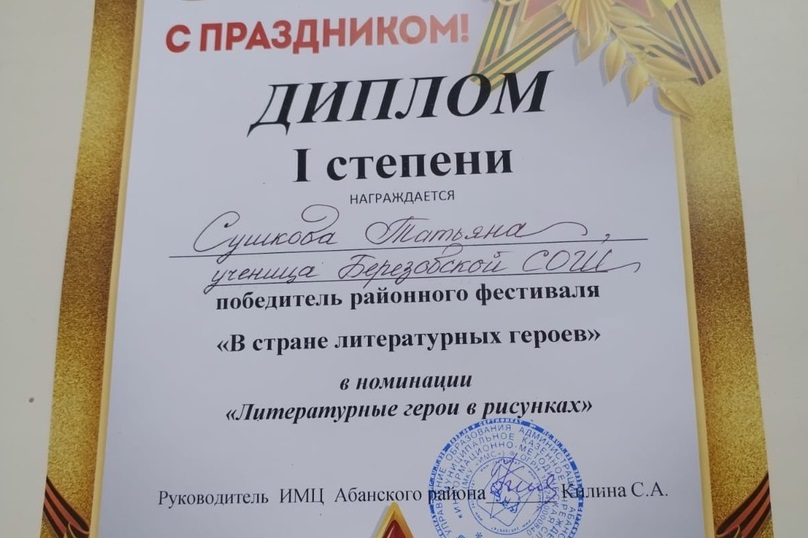 С ПРАЗДНИКОМ!
ДИПЛОМ
I степени
НАГРАЖДАЕТСЯ
Сушкова Татьяна,
ученица Березовской СОШ
победитель районного фестиваля
«В стране литературных героев»
в номинации
«Литературные герои в рисунках»
Руководитель ИМЦ Абанского района Килина С.А.